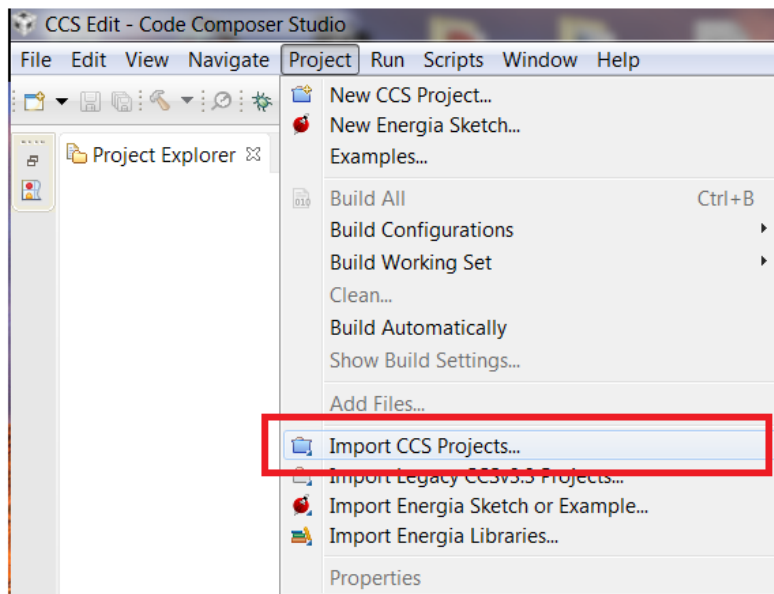 CCS Edit - Code Composer Studio
File Edit View Navigate Project Run Scripts Window Help
Project Explorer
New CCS Project...
New Energia Sketch...
Examples...
Build All Ctrl+B
Build Configurations
Build Working Set
Clean...
Build Automatically
Show Build Settings...
Add Files...
Import CCS Projects...
Import Legacy CCSv3.3 Projects...
Import Energia Sketch or Example...
Import Energia Libraries...
Properties